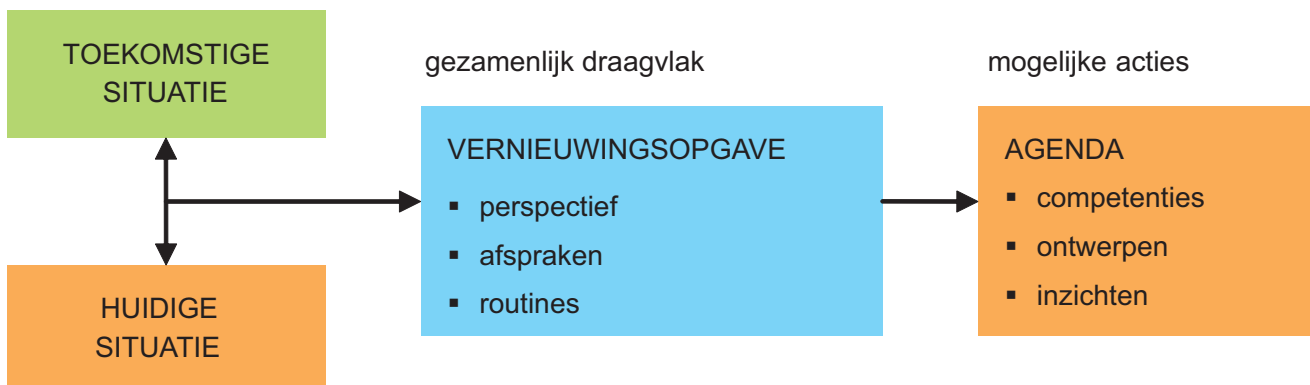 TOEKOMSTIGE
SITUATIE
HUIDIGE
SITUATIE
gezamenlijk draagvlak
VERNIEUWINGSOPGAVE
▪ perspectief
▪ afspraken
▪ routines
mogelijke acties
AGENDA
▪ competenties
▪ ontwerpen
▪ inzichten